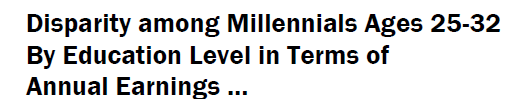 Disparity among Millennials Ages 25-32
By Education Level in Terms of
Annual Earnings ...